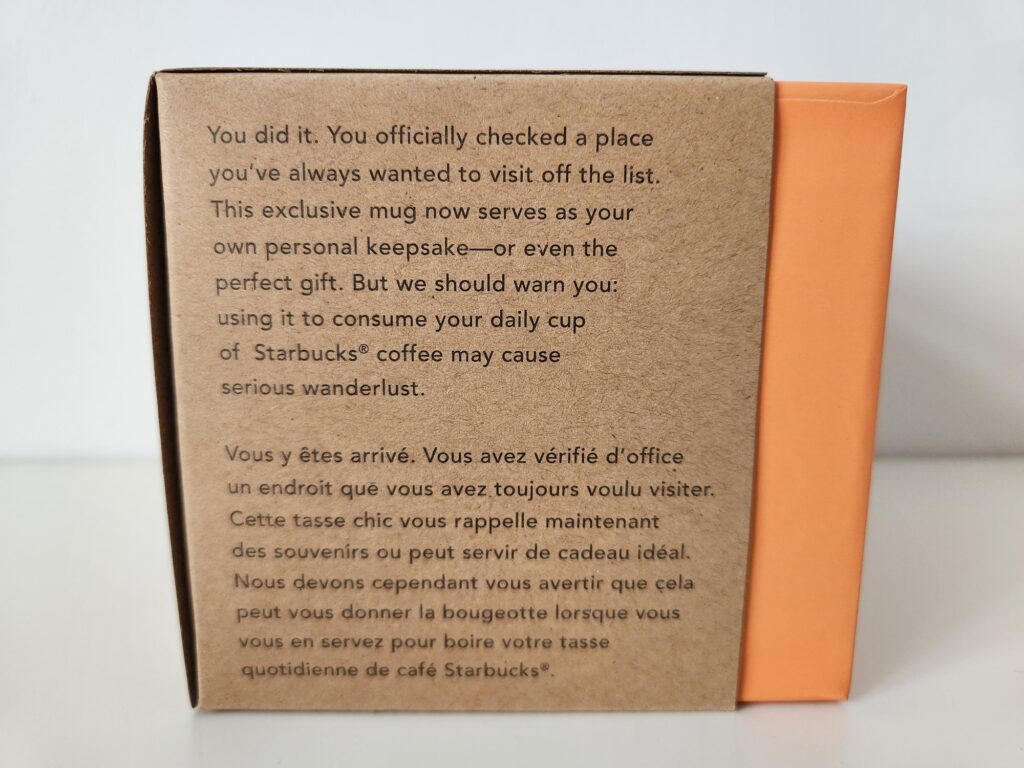 You did it. You officially checked a place
you've always wanted to visit off the list.
This exclusive mug now serves as your
own personal keepsake—or even the
perfect gift. But we should warn you:
using it to consume your daily cup
of Starbucks® coffee may cause
serious wanderlust.
Vous y êtes arrivé. Vous avez vérifié d'office
un endroit que vous avez toujours voulu visiter.
Cette tasse chic vous rappelle maintenant
des souvenirs ou peut servir de cadeau idéal.
Nous devons cependant vous avertir que cela
peut vous donner la bougeotte lorsque vous
vous en servez pour boire votre tasse
quotidienne de café Starbucks®.